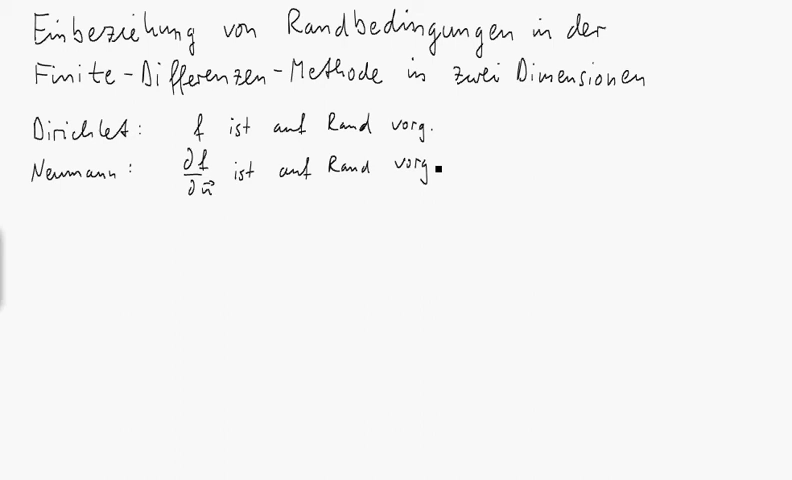 Einbeziehung von Randbedingungen in der
Finite-Differenzen-Methode in zwei Dimensionen
Dirichlet: f ist auf Rand vorg.
Neumann: ∂f/∂n⃗ ist auf Rand vorg.